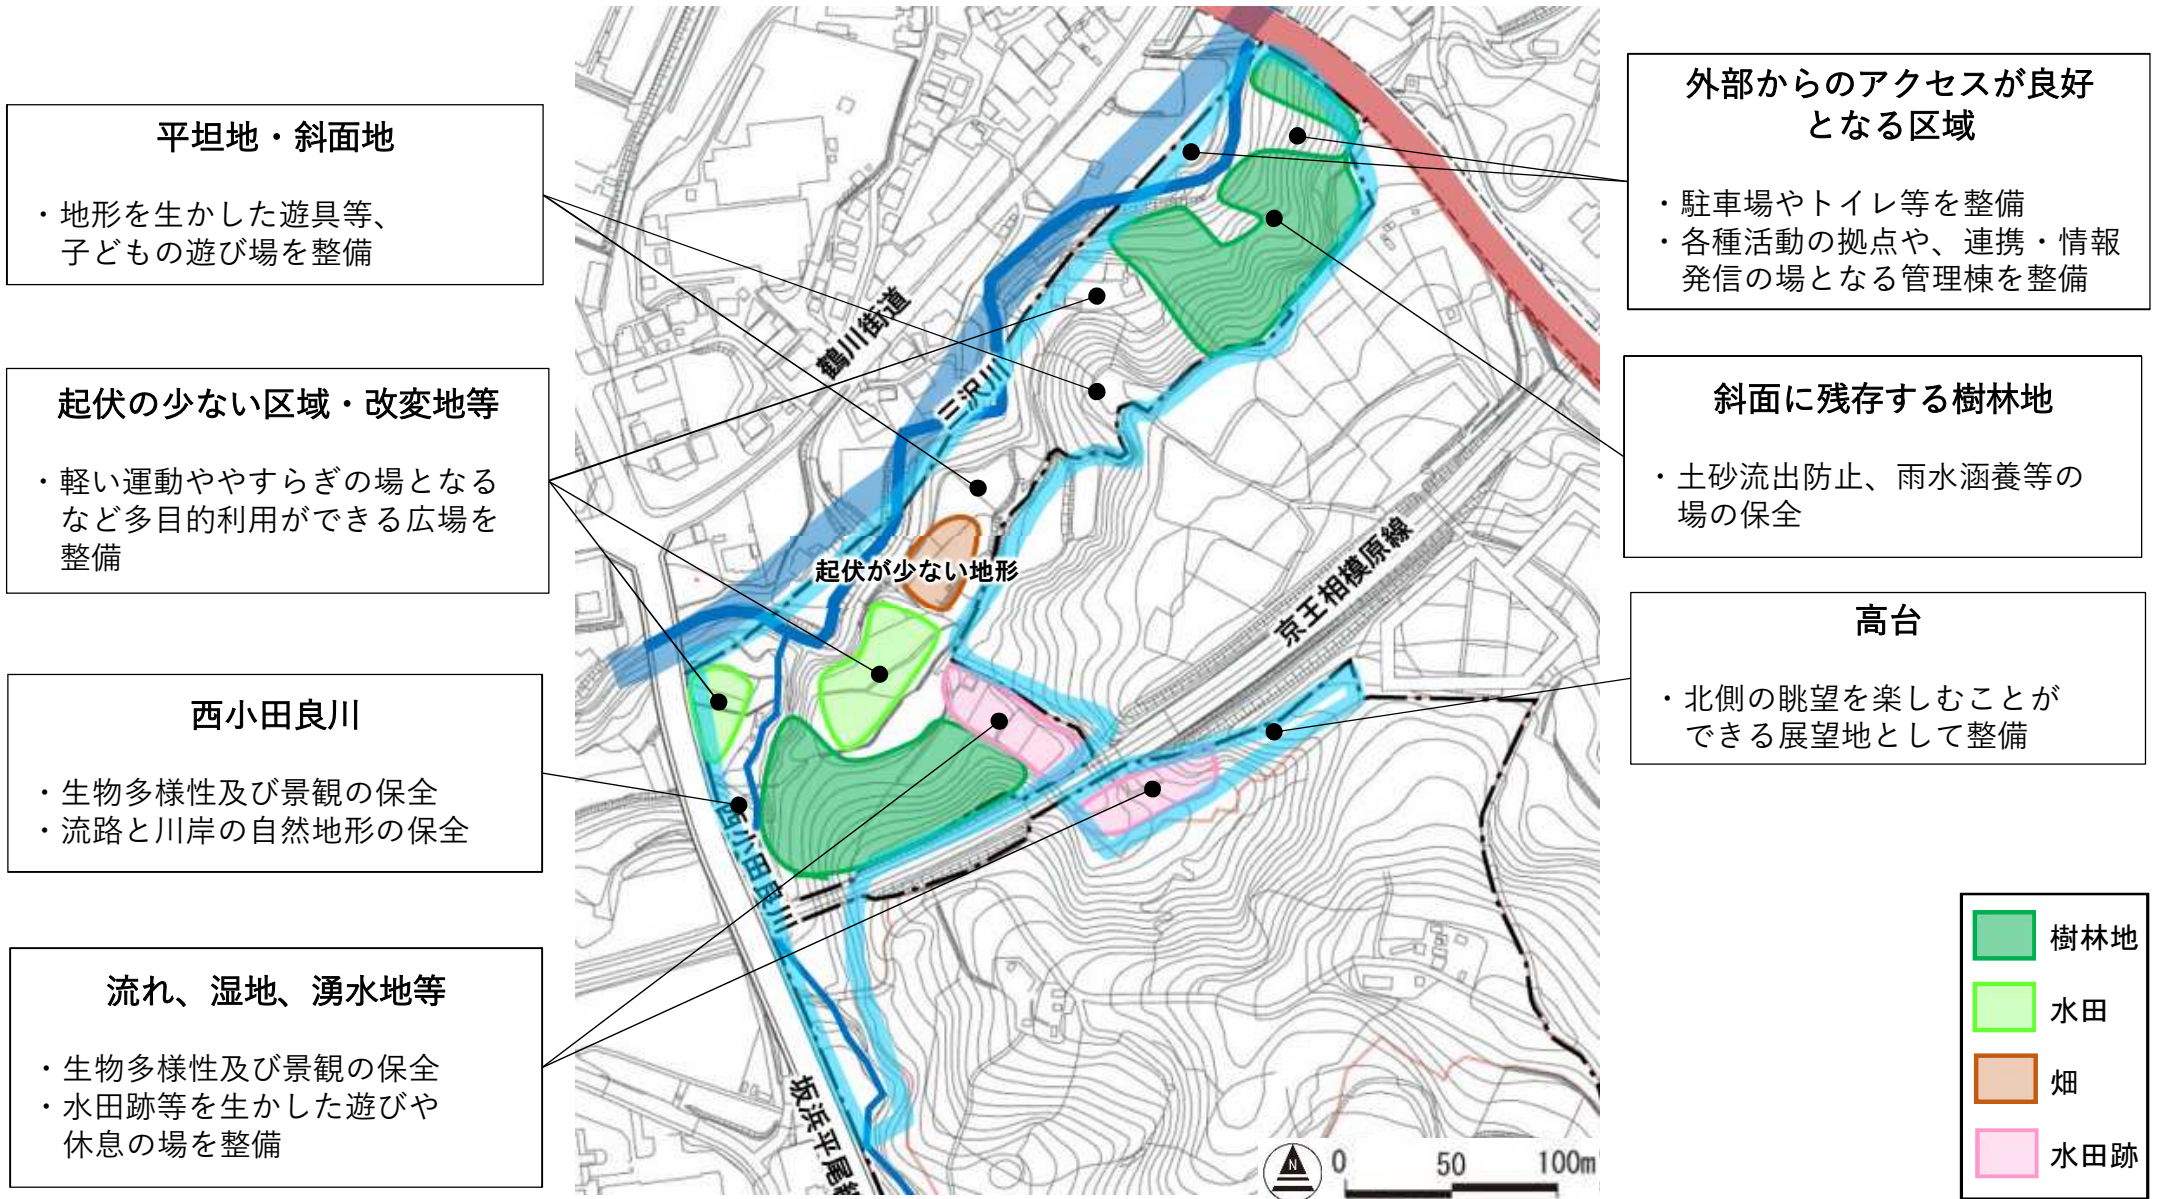 平坦地・斜面地
・地形を生かした遊具等、
子どもの遊び場を整備
起伏の少ない区域・改変地等
・軽い運動ややすらぎの場となる
など多目的利用ができる広場を
整備
西小田良川
・生物多様性及び景観の保全
・流路と川岸の自然地形の保全
流れ、湿地、湧水地等
・生物多様性及び景観の保全
・水田跡等を生かした遊びや
休息の場を整備
鶴川街道
三沢川
起伏が少ない地形
京王相模原線
西小田良川
坂浜平尾線
外部からのアクセスが良好
となる区域
・駐車場やトイレ等を整備
・各種活動の拠点や、連携・情報
発信の場となる管理棟を整備
斜面に残存する樹林地
・土砂流出防止、雨水涵養等の
場の保全
高台
・北側の眺望を楽しむことが
できる展望地として整備
樹林地
水田
畑
水田跡
N
0 50 100m